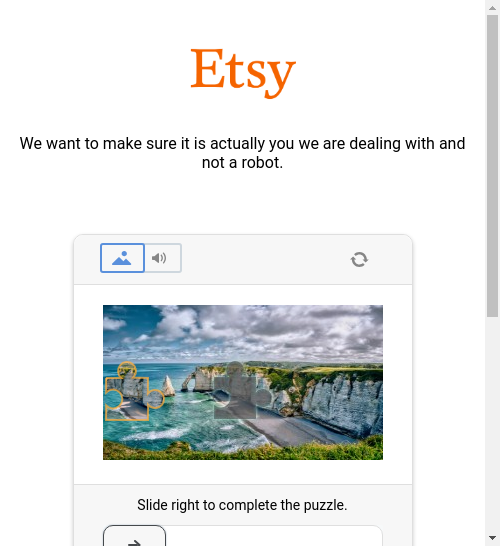 Etsy
We want to make sure it is actually you we are dealing with and
not a robot.
Slide right to complete the puzzle.